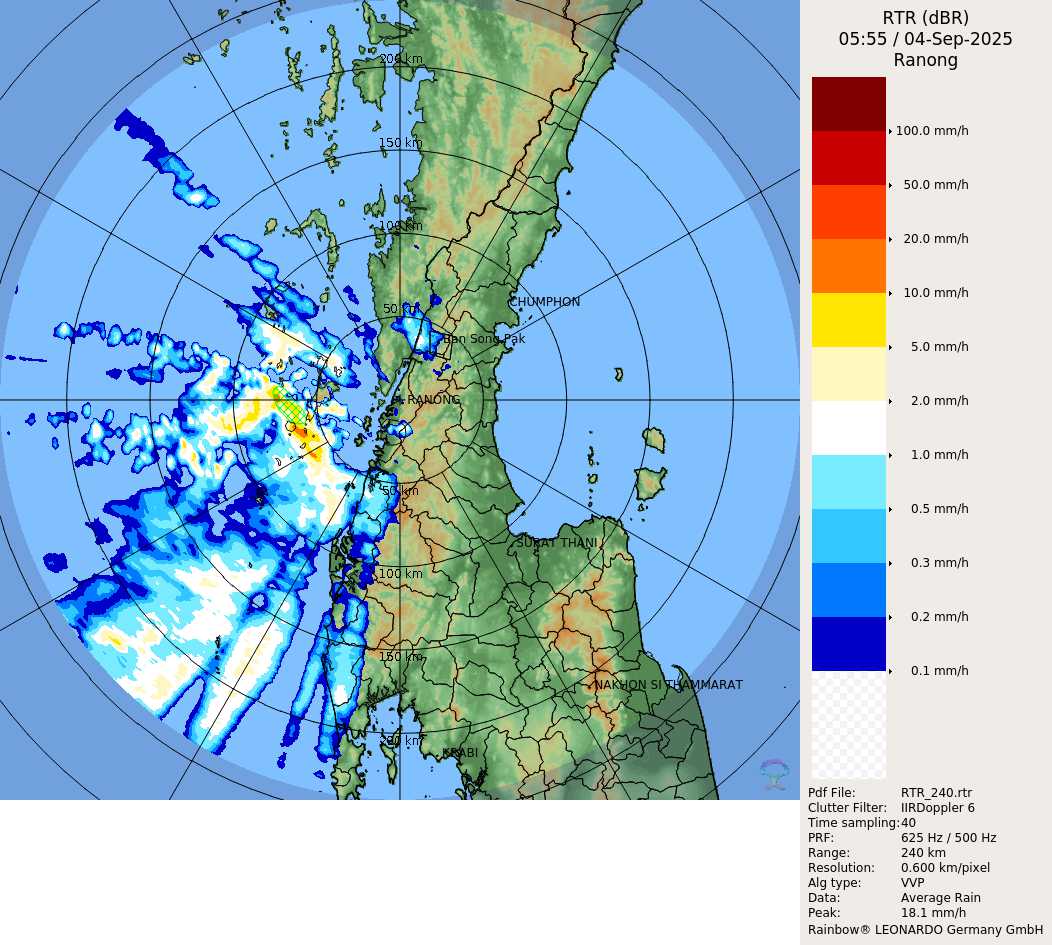 RTR (dBR)
05:55 / 04-Sep-2025
Ranong
100.0 mm/h
50.0 mm/h
20.0 mm/h
10.0 mm/h
5.0 mm/h
2.0 mm/h
1.0 mm/h
0.5 mm/h
0.3 mm/h
0.2 mm/h
0.1 mm/h
200 km
150 km
100 km
50 km
CHUMPHON
Ban Song Pak
RANONG
50 km
SURAT THANI
100 km
150 km
NAKHON SI THAMMARAT
200 km
KRABI
Pdf File: RTR_240.rtr
Clutter Filter: IIRDoppler 6
Time sampling: 40
PRF: 625 Hz / 500 Hz
Range: 240 km
Resolution: 0.600 km/pixel
Alg type: VVP
Data: Average Rain
Peak: 18.1 mm/h
Rainbow® LEONARDO Germany GmbH